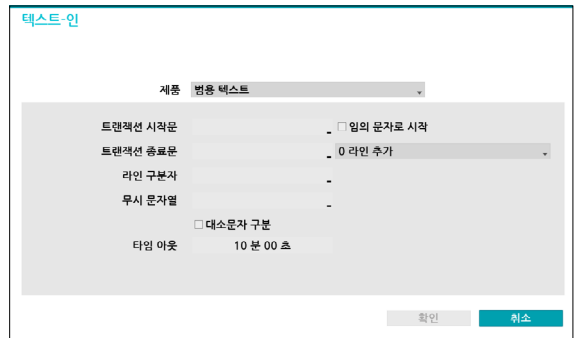 텍스트-인
제품 범용 텍스트
트랜잭션 시작문 임의 문자로 시작
트랜잭션 종료문 0 라인 추가
라인 구분자
무시 문자열
대소문자 구분
타임 아웃 10 분 00 초
확인 취소